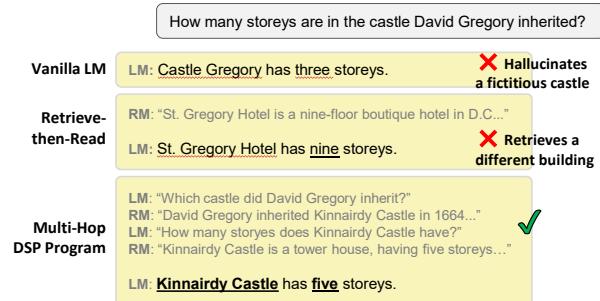 How many storeys are in the castle David Gregory inherited?
Vanilla LM
LM: Castle Gregory has three storeys.
Hallucinates
a fictitious castle
Retrieve-
then-Read
RM: “St. Gregory Hotel is a nine-floor boutique hotel in D.C...”
LM: St. Gregory Hotel has nine storeys.
Retrieves a
different building
Multi-Hop
DSP Program
LM: “Which castle did David Gregory inherit?”
RM: “David Gregory inherited Kinnairdy Castle in 1664...”
LM: “How many storyes does Kinnairdy Castle have?”
RM: “Kinnairdy Castle is a tower house, having five storeys…”
LM: Kinnairdy Castle has five storeys.